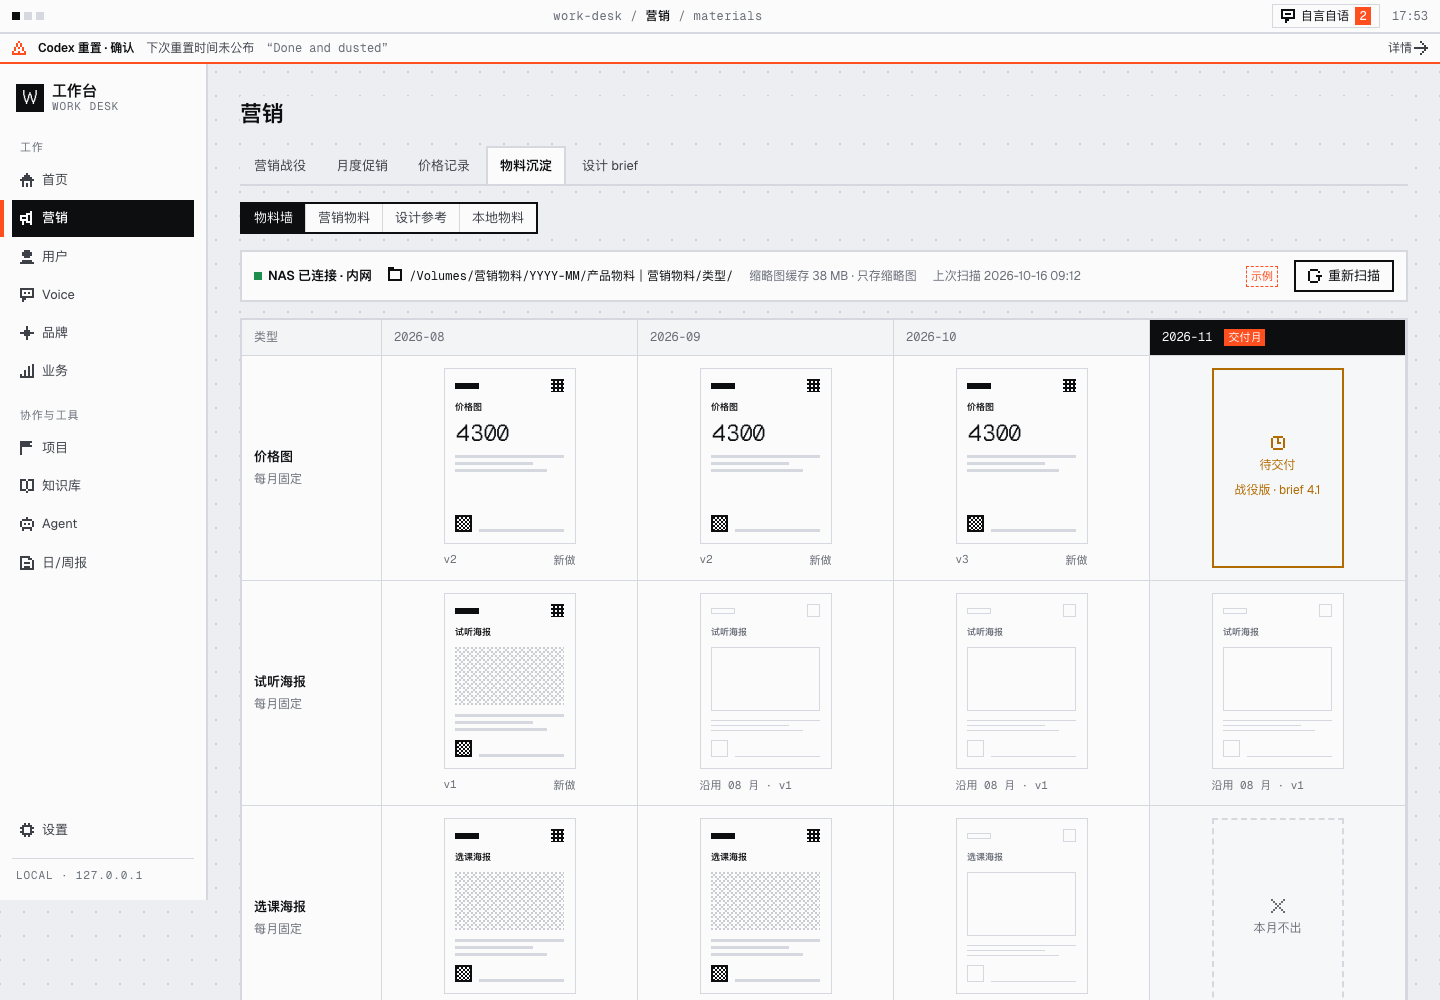 work-desk / 营销 / materials
自言自语 2
17:53
Codex 重置·确认 下次重置时间未公布 “Done and dusted”
详情
W 工作台
WORK DESK
工作
首页
营销
用户
Voice
品牌
业务
协作与工具
项目
知识库
Agent
日/周报
设置
LOCAL · 127.0.0.1
营销
营销战役 月度促销 价格记录 物料沉淀 设计 brief
物料墙 营销物料 设计参考 本地物料
NAS 已连接·内网 /Volumes/营销物料/YYYY-MM/产品物料|营销物料/类型/ 缩略图缓存 38 MB·只存缩略图 上次扫描 2026-10-16 09:12 示例 重新扫描
类型 2026-08 2026-09 2026-10 2026-11 交付月
价格图
每月固定
价格图
4300
v2 新做
价格图
4300
v2 新做
价格图
4300
v3 新做
待交付
战役版·brief 4.1
试听海报
每月固定
试听海报
v1 新做
试听海报
沿用 08 月 · v1
试听海报
沿用 08 月 · v1
试听海报
沿用 08 月 · v1
选课海报
每月固定
选课海报
选课海报
选课海报
本月不出